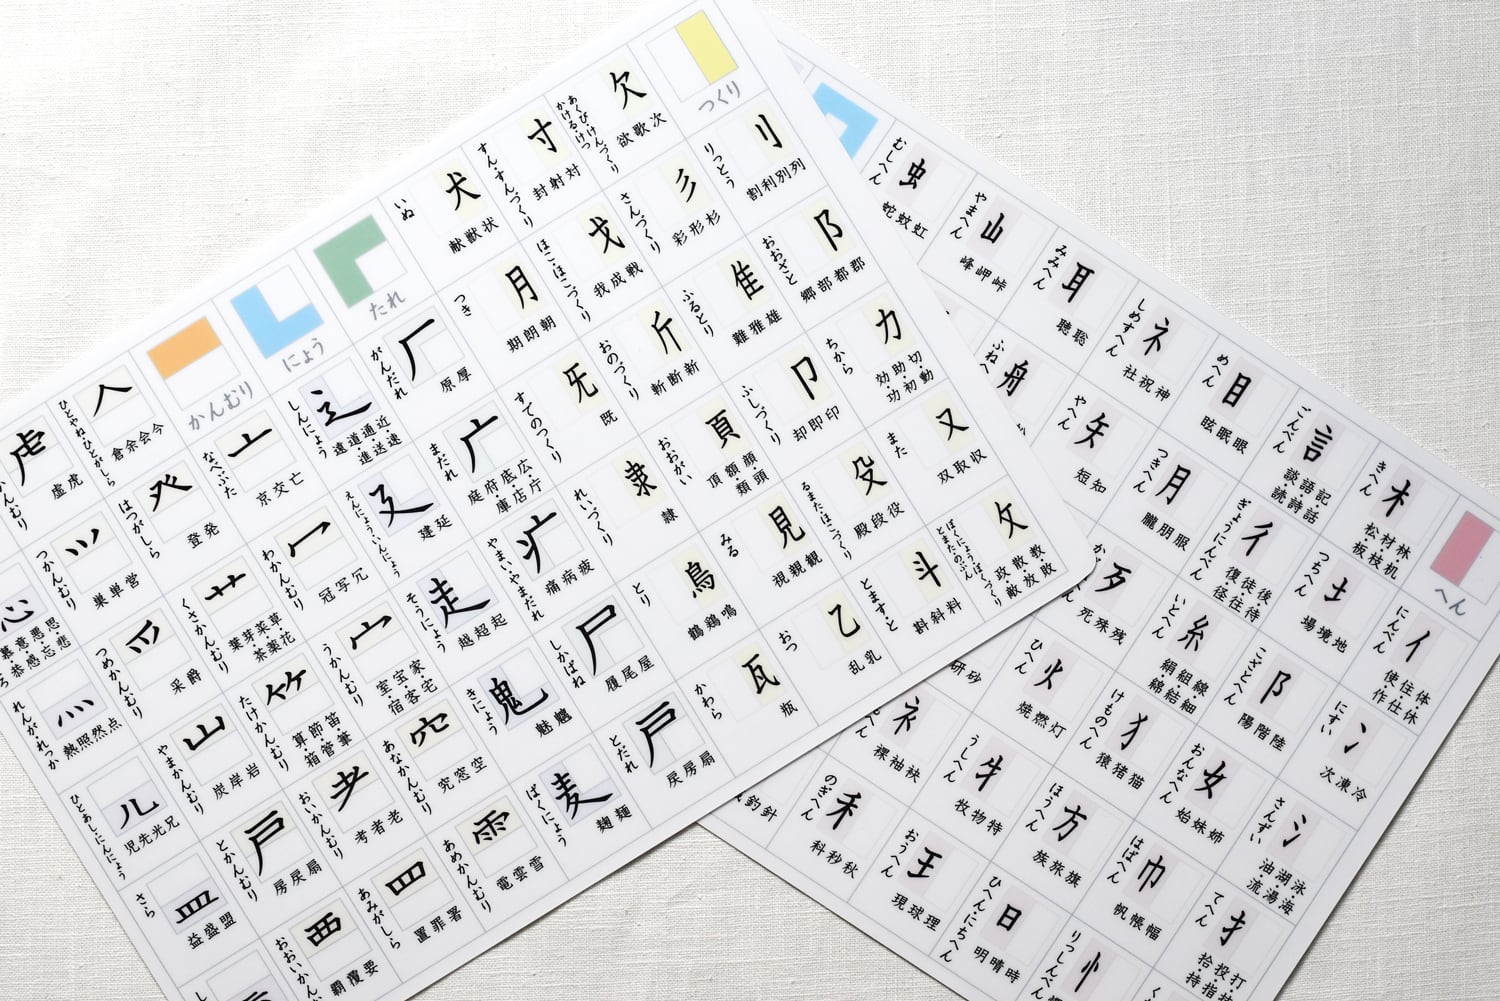 つくり
刂
りっとう
割利別列
阝
おおざと
郷部都郡
力
ちから
効助切
功初動
又
また
双取収
攵
ぼくにょう・ぼくづくり
とまた・のぶん
政散教
敵放敗
欠
あくび・けんづくり
かける・けつ
欲歌次
彡
さんづくり
彩形杉
隹
ふるとり
難雅雄
卩
ふしづくり
却即印
殳
るまた・ほこづくり
殿段役
斗
とます・と
斟斜料
寸
すん・すんづくり
封射対
戈
ほこ・ほこづくり
我成戦
斤
おのづくり
斬断新
頁
おおがい
頂額顔
類頭
見
みる
視親観
乙
おつ
乱乳
犬
いぬ
献獣状
月
つき
期朗朝
旡
すでのつくり
既
隶
れいづくり
隷
鳥
とり
鶴鶏鳴
瓦
かわら
瓶
たれ
厂
がんだれ
原厚
广
まだれ
庭府底広
庫店庁
疒
やまい・やまだれ
痛病疲
尸
しかばね
履尾屋
戸
とだれ
戻房扇
にょう
辶
しんにょう
遠道通近
進送速
廴
えんにょう・いんにょう
建延
走
そうにょう
越超起
鬼
きにょう
魅魑
麦
ばくにょう
麹麺
かんむり
亠
なべぶた
京交亡
冖
わかんむり
冠写冗
宀
うかんむり
室宝家
宿客宅
穴
あなかんむり
究窓空
雨
あめかんむり
電雲雪
𠆢
ひとやね・ひとがしら
倉余会今
癶
はつがしら
登発
艹
くさかんむり
葉芽菜草
茶薬花
竹
たけかんむり
算節笛
箱管筆
耂
おいかんむり
考者老
罒
あみがしら
置罪署
虍
虚虎
つかんむり
巣単営
爫
つめかんむり
采爵
山
やまかんむり
炭岸岩
戸
とかんむり
房戻扇
覀
覇覆要
心
慕意愚思
恭感忘悲
灬
れんが・れっか
熱照然点
儿
ひとあし・にんにょう
児先光兄
皿
さら
益盛盟
へん
木
きへん
松材林
板枝机
亻
にんべん
使住体
作仕休
冫
にすい
次凍冷
氵
さんずい
油湖泳
流湯海
扌
てへん
拾投打
言
ごんべん
談語記
読詩話
土
つちへん
場境地
阝
こざとへん
陽階陸
女
おんなへん
始妹姉
巾
はばへん
帆帳幅
目
めへん
眩眠眼
彳
ぎょうにんべん
復徒後
径往待
糸
いとへん
絹組線
綿結細
犭
けものへん
猿猪猫
方
ほうへん
族旅旗
忄
りっしんべん
ネ
しめすへん
社祝神
月
つきへん
朧朋服
歹
死殊残
火
ひへん
焼燃灯
牛
うしへん
牧物特
王
おうへん
現球理
日
ひへん・にちへん
明晴時
耳
みみへん
聴聡
矢
やへん
短知
衤
裸袖袂
禾
のぎへん
科秒秋
山
やまへん
峰岬峠
舟
ふねへ
研砂
釣針
虫
むしへん
蛇蚊虹